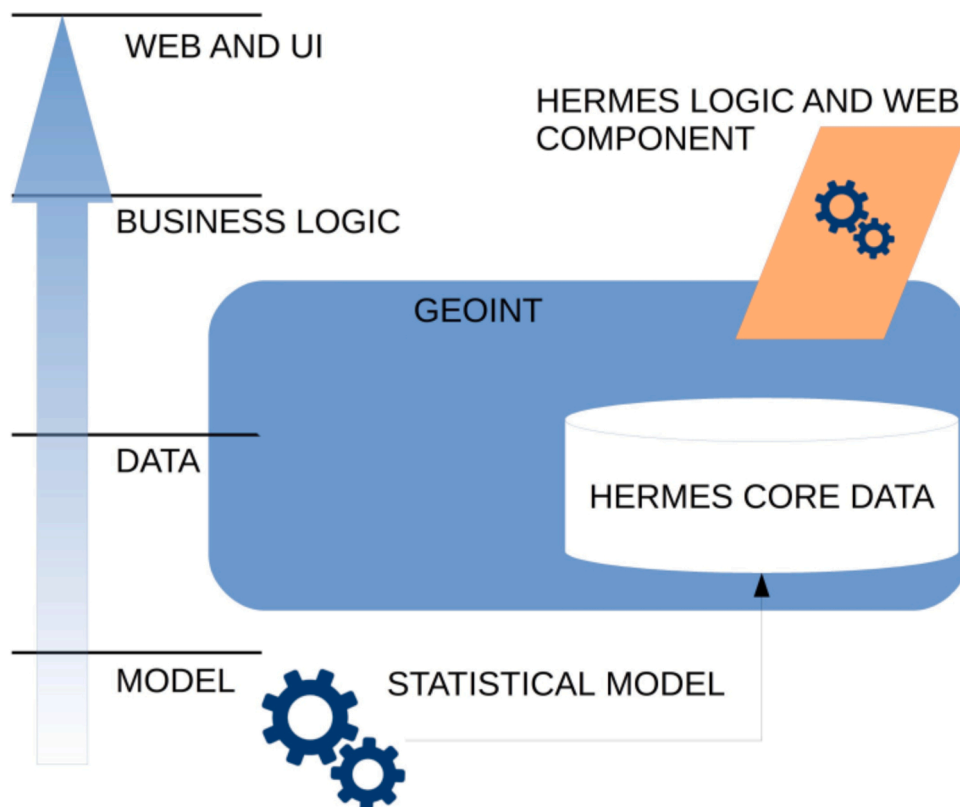 WEB AND UI
HERMES LOGIC AND WEB
COMPONENT
BUSINESS LOGIC
GEOINT
DATA
HERMES CORE DATA
MODEL
STATISTICAL MODEL